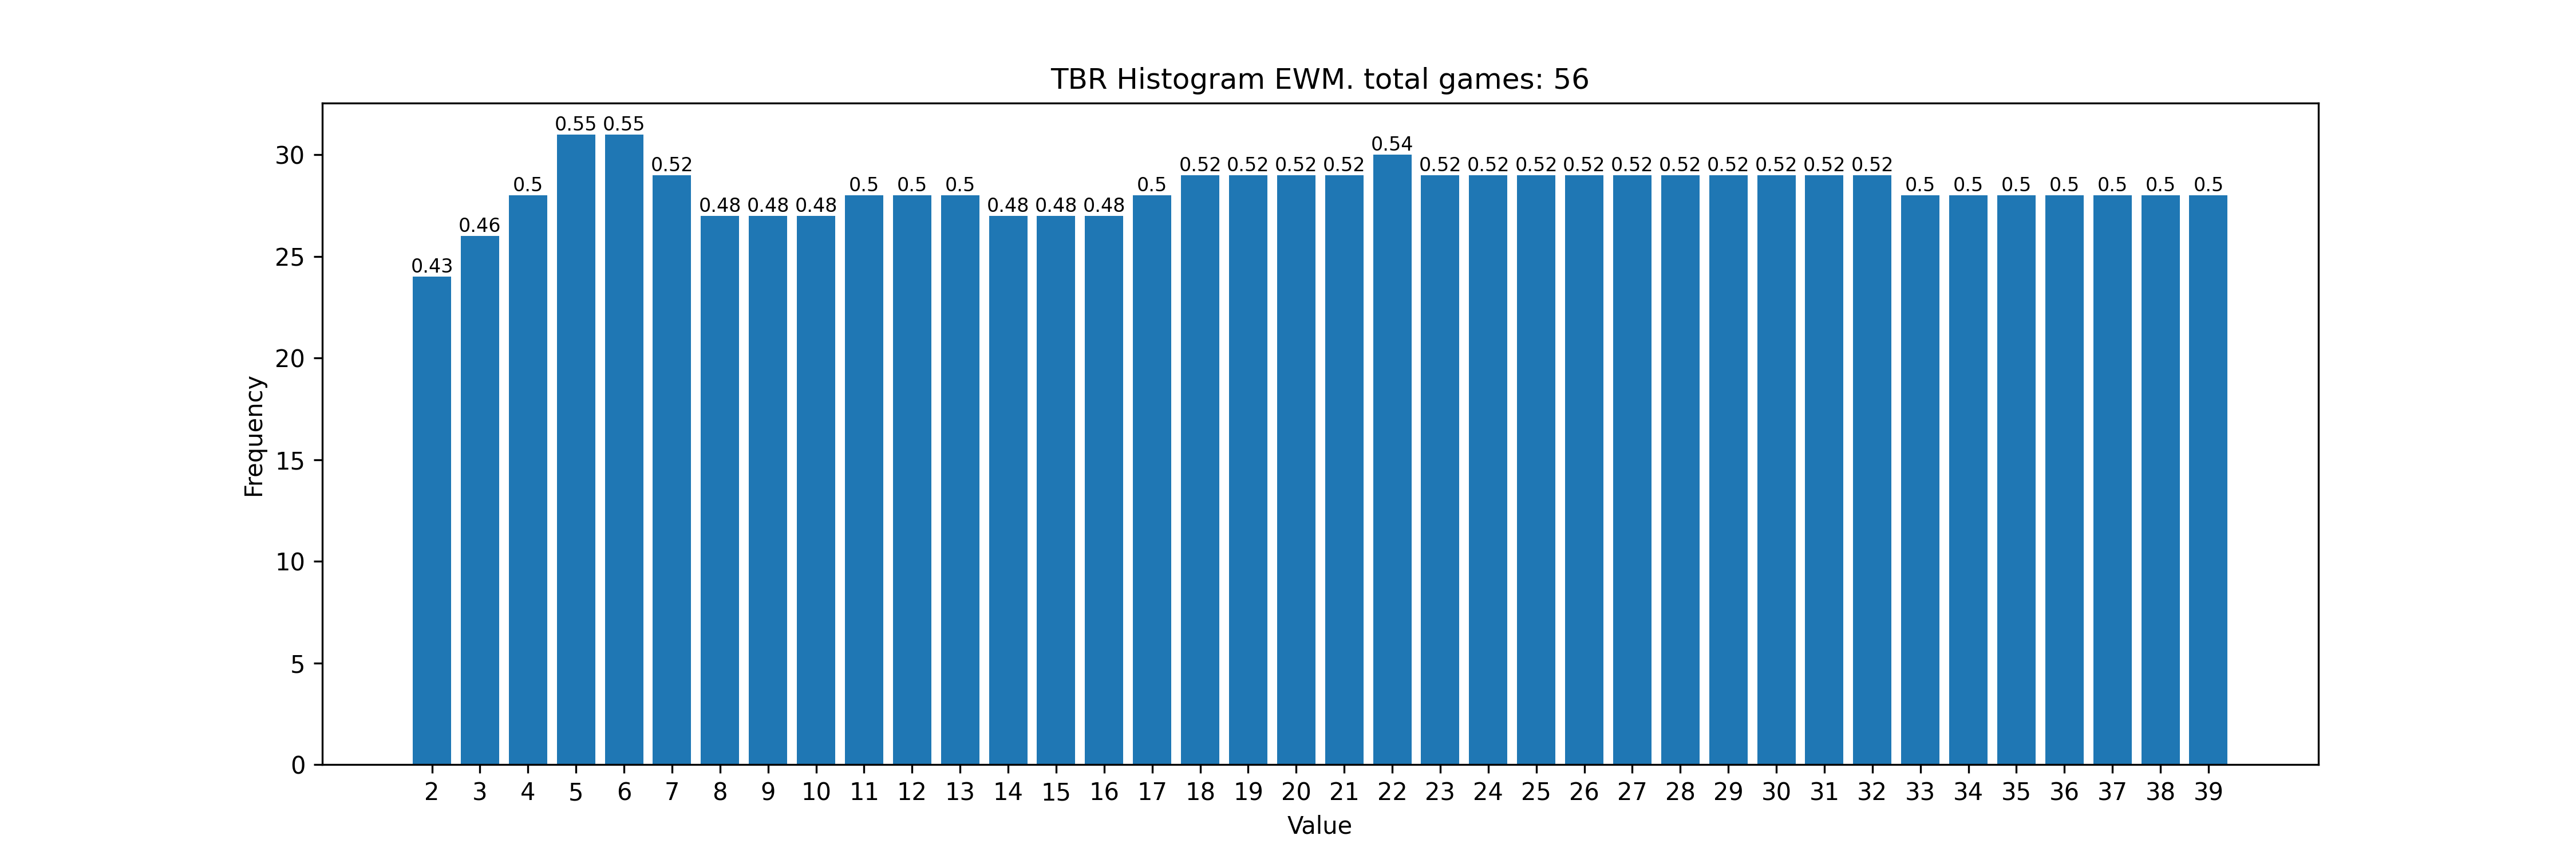 TBR Histogram EWM. total games: 56
0.43 0.46 0.5 0.55 0.55 0.52 0.48 0.48 0.48 0.5 0.5 0.5 0.48 0.48 0.48 0.5 0.52 0.52 0.52 0.52 0.54 0.52 0.52 0.52 0.52 0.52 0.52 0.52 0.52 0.52 0.52 0.5 0.5 0.5 0.5 0.5 0.5 0.5
30
25
20
15
10
5
0
Frequency
2 3 4 5 6 7 8 9 10 11 12 13 14 15 16 17 18 19 20 21 22 23 24 25 26 27 28 29 30 31 32 33 34 35 36 37 38 39
Value